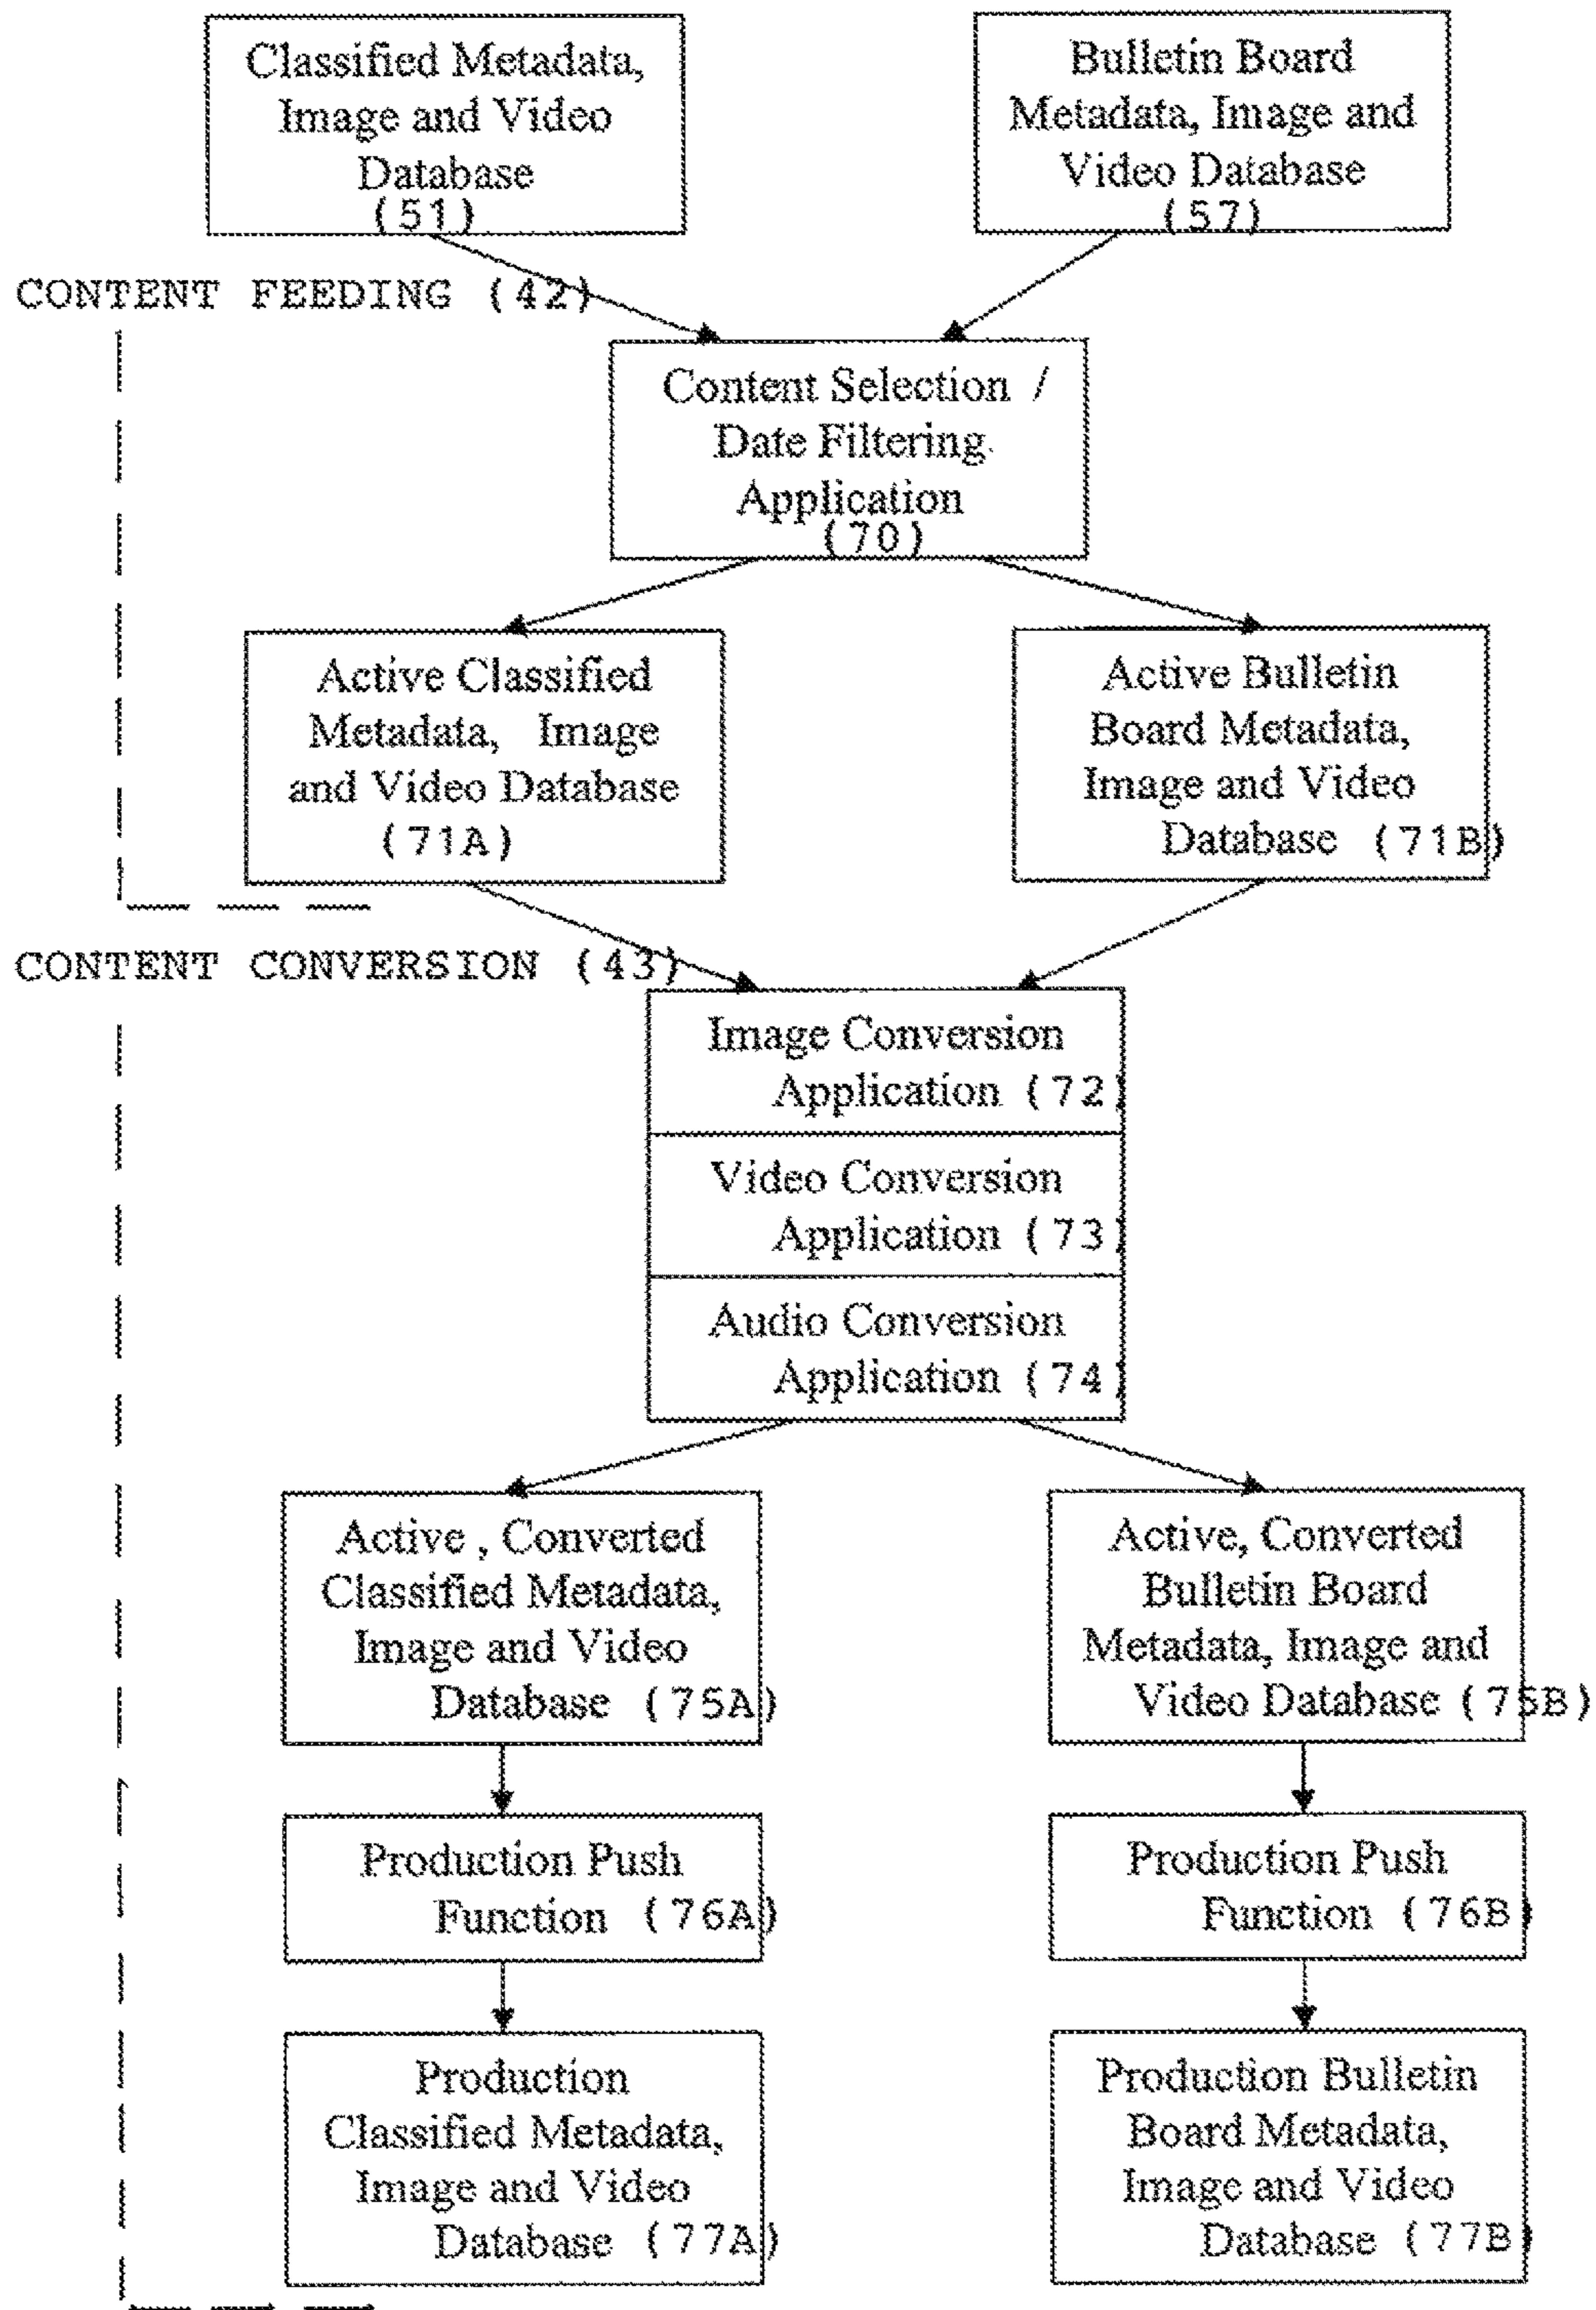 Classified Metadata,
Image and Video
Database
(51)
Bulletin Board
Metadata, Image and
Video Database
(57)
CONTENT FEEDING (42)
Content Selection /
Date Filtering
Application
(70)
Active Classified
Metadata, Image
and Video Database
(71A)
Active Bulletin
Board Metadata,
Image and Video
Database (71B)
CONTENT CONVERSION (43)
Image Conversion
Application (72)
Video Conversion
Application (73)
Audio Conversion
Application (74)
Active , Converted
Classified Metadata,
Image and Video
Database (75A)
Active, Converted
Bulletin Board
Metadata, Image and
Video Database (75B)
Production Push
Function (76A)
Production Push
Function (76B)
Production
Classified Metadata,
Image and Video
Database (77A)
Production Bulletin
Board Metadata,
Image and Video
Database (77B)